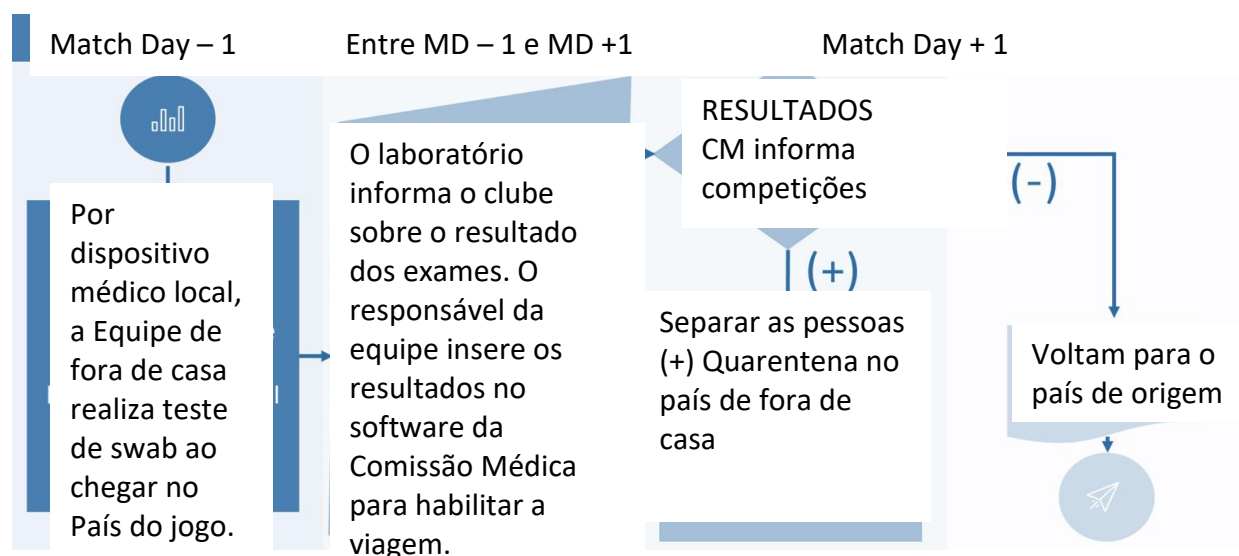 Match Day – 1
Entre MD – 1 e MD +1
Match Day + 1
Por
dispositivo
médico local,
a Equipe de
fora de casa
realiza teste
de swab ao
chegar no
País do jogo.
O laboratório
informa o clube
sobre o resultado
dos exames. O
responsável da
equipe insere os
resultados no
software da
Comissão Médica
para habilitar a
viagem.
RESULTADOS
CM informa
competições
(-)
(+)
Separar as pessoas
(+) Quarentena no
país de fora de
casa
Voltam para o
país de origem